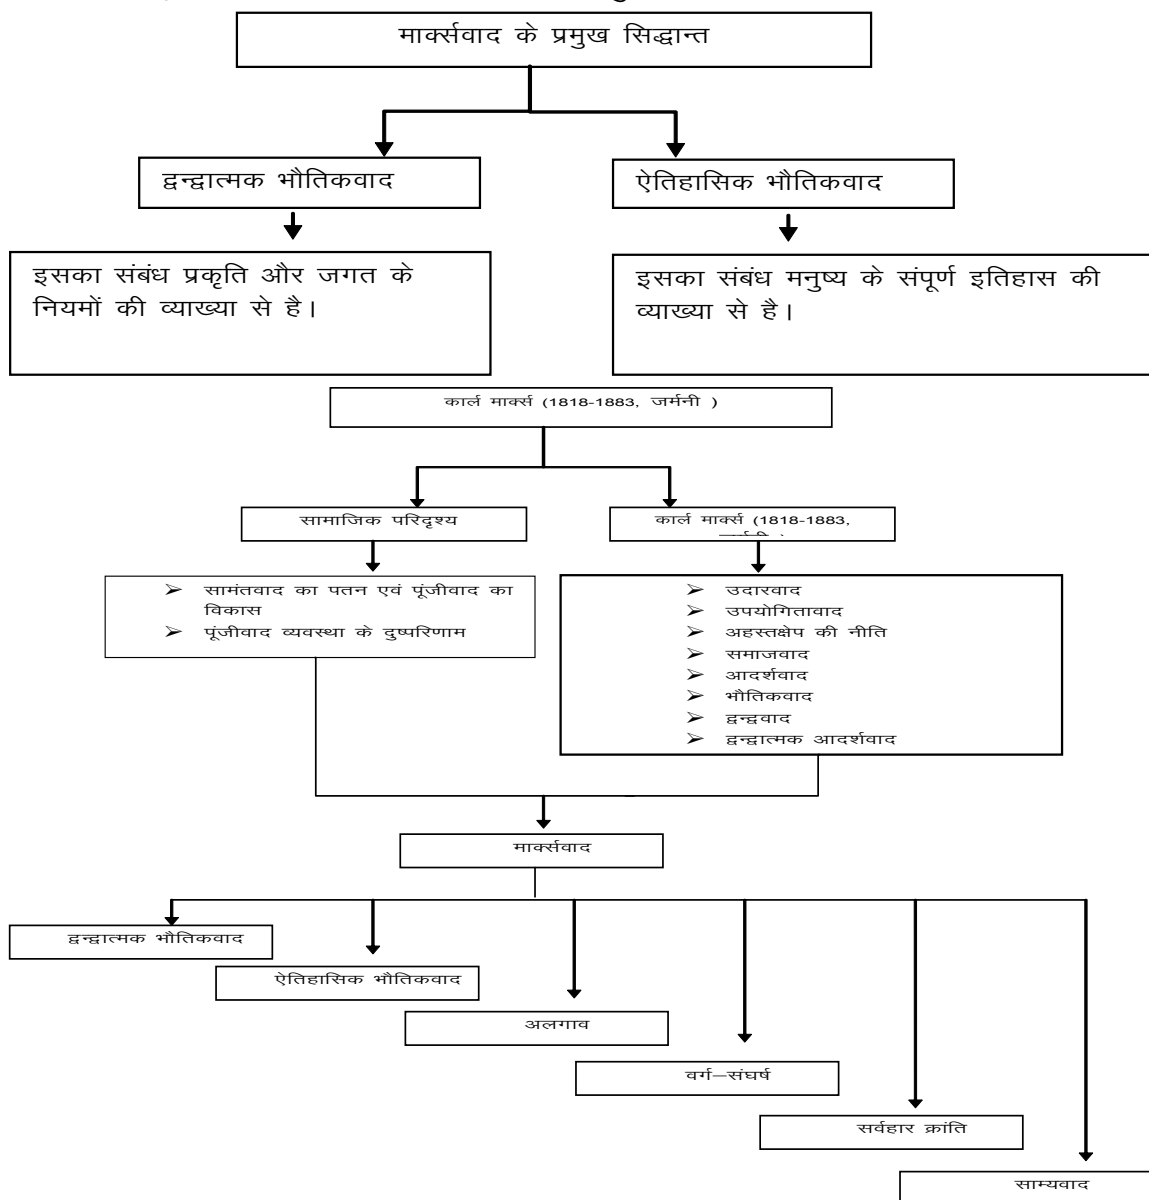 मार्क्सवाद के प्रमुख सिद्धान्त
द्वन्द्वात्मक भौतिकवाद
ऐतिहासिक भौतिकवाद
इसका संबंध प्रकृति और जगत के
नियमों की व्याख्या से है।
इसका संबंध मनुष्य के संपूर्ण इतिहास की
व्याख्या से है।
कार्ल मार्क्स (1818-1883, जर्मनी )
सामाजिक परिदृश्य
कार्ल मार्क्स (1818-1883,
सामंतवाद का पतन एवं पूंजीवाद का
विकास
पूंजीवाद व्यवस्था के दुष्परिणाम
उदारवाद
उपयोगितावाद
अहस्तक्षेप की नीति
समाजवाद
आदर्शवाद
भौतिकवाद
द्वन्द्ववाद
द्वन्द्वात्मक आदर्शवाद
मार्क्सवाद
द्वन्द्वात्मक भौतिकवाद
ऐतिहासिक भौतिकवाद
अलगाव
वर्ग–संघर्ष
सर्वहार क्रांति
साम्यवाद